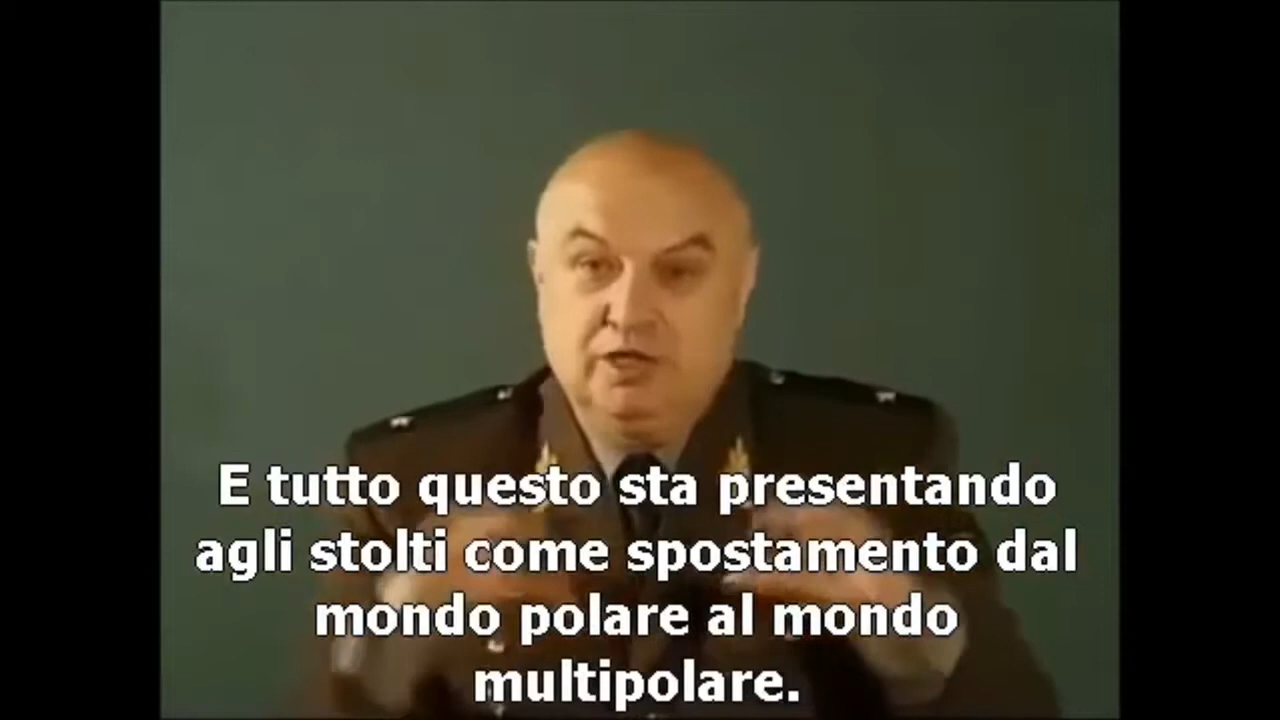 E tutto questo sta presentando
agli stolti come spostamento dal
mondo polare al mondo
multipolare.